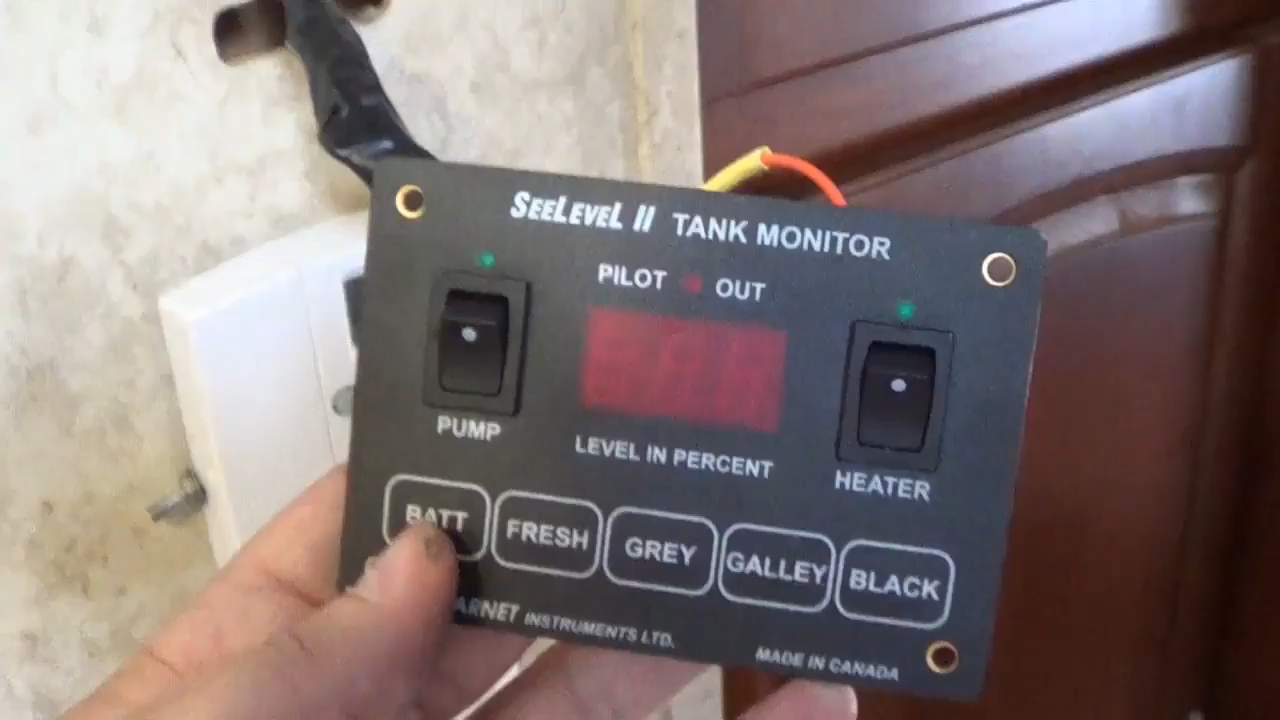 SEELEVEL II TANK MONITOR
PILOT OUT
PUMP
LEVEL IN PERCENT
HEATER
BATT FRESH GREY GALLEY BLACK
ARNET INSTRUMENTS LTD.
MADE IN CANADA